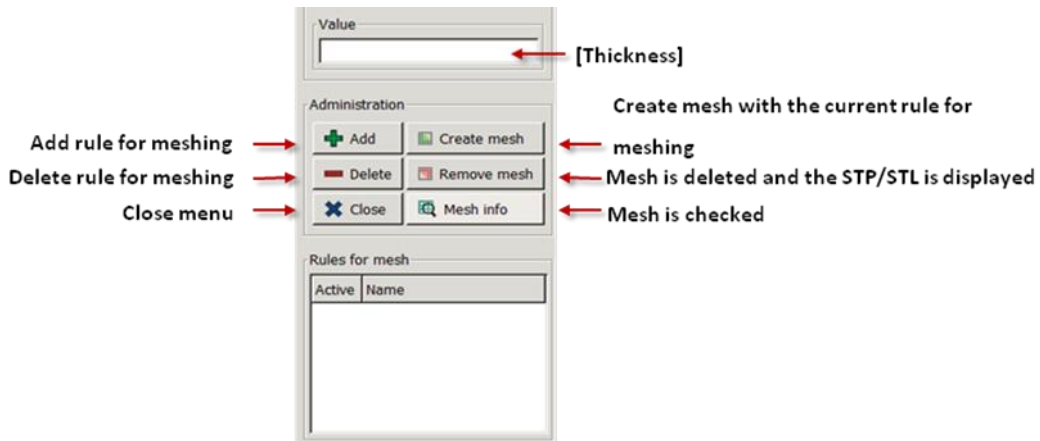 Value
[Thickness]
Administration
Create mesh with the current rule for
meshing
Add rule for meshing
Add
Create mesh
Delete rule for meshing
Delete
Remove mesh
Mesh is deleted and the STP/STL is displayed
Close menu
Close
Mesh info
Mesh is checked
Rules for mesh
Active Name